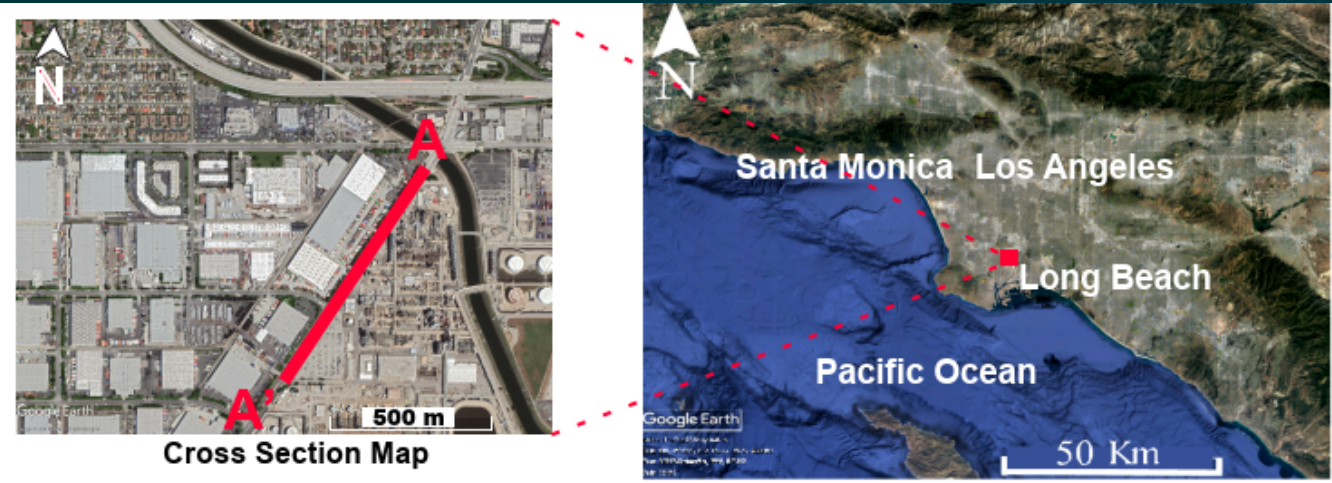 N
A
A'
Google Earth
500 m
Cross Section Map
N
Santa Monica Los Angeles
Long Beach
Pacific Ocean
Google Earth
50 Km